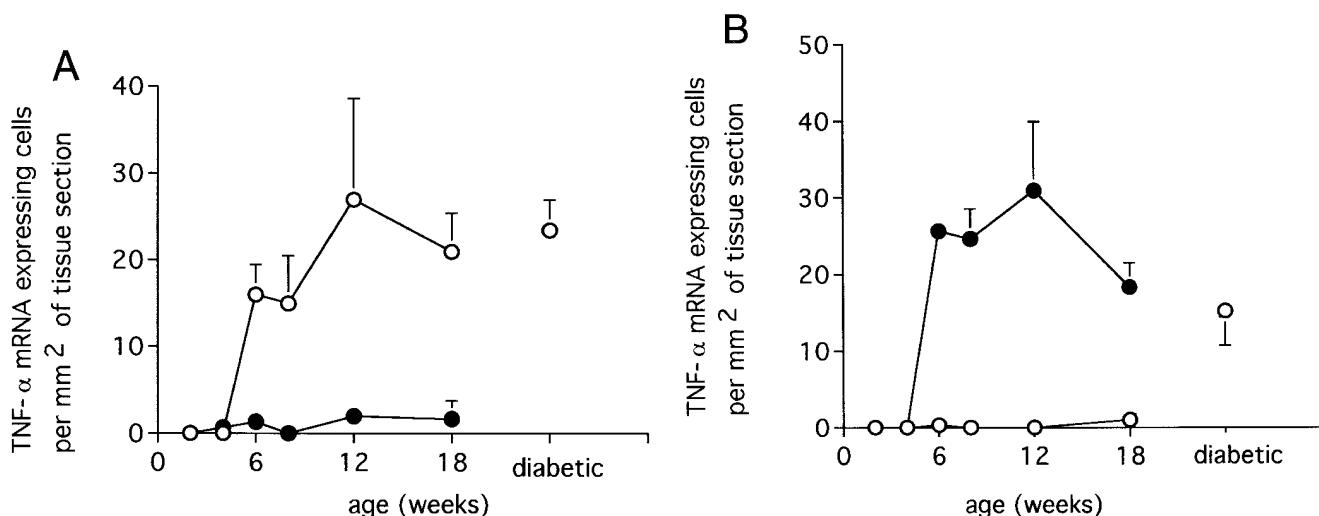 A
TNF-α mRNA expressing cells
per mm 2 of tissue section
40
30
20
10
0
0 6 12 18 diabetic
age (weeks)
B
TNF-α mRNA expressing cells
per mm 2 of tissue section
50
40
30
20
10
0
0 6 12 18 diabetic
age (weeks)